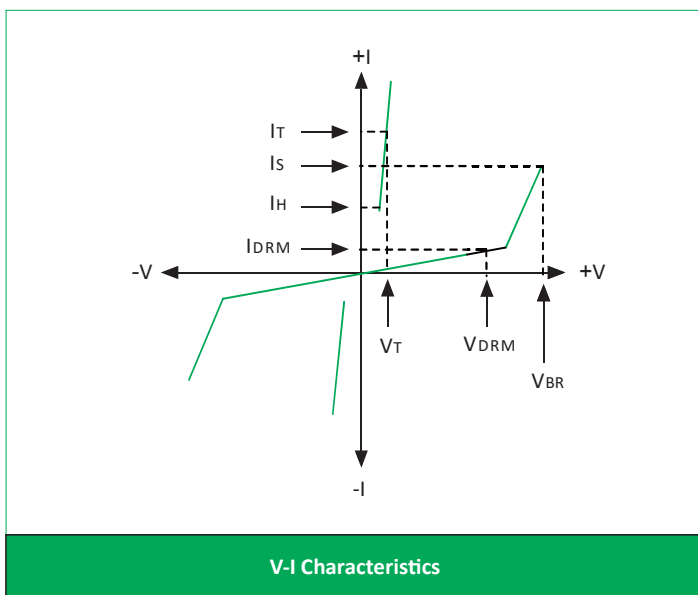 +I
IT
IS
IH
IDRM
-V
+V
VT
VDRM
VBR
-I
V-I Characteristics